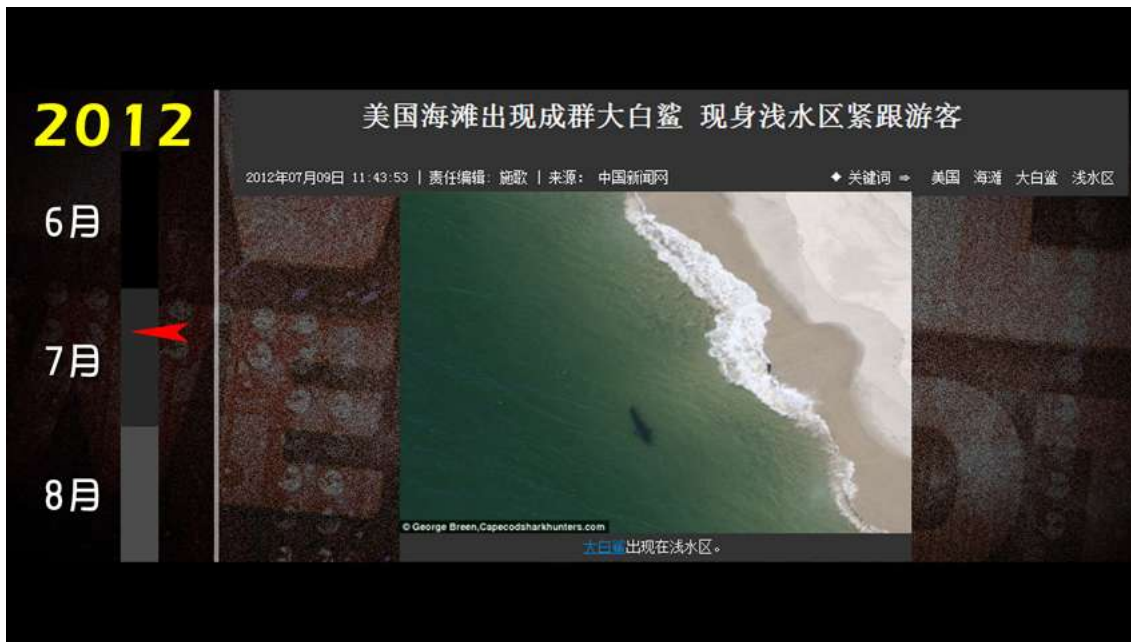 2012
6月
7月
8月
美国海滩出现成群大白鲨 现身浅水区紧跟游客
2012年07月09日 11:43:53 | 责任编辑: 施歌 | 来源: 中国新闻网 ◆ 关键词 ⇒ 美国 海滩 大白鲨 浅水区
© George Breen,Capecodsharkhunters.com
大白鲨出现在浅水区。